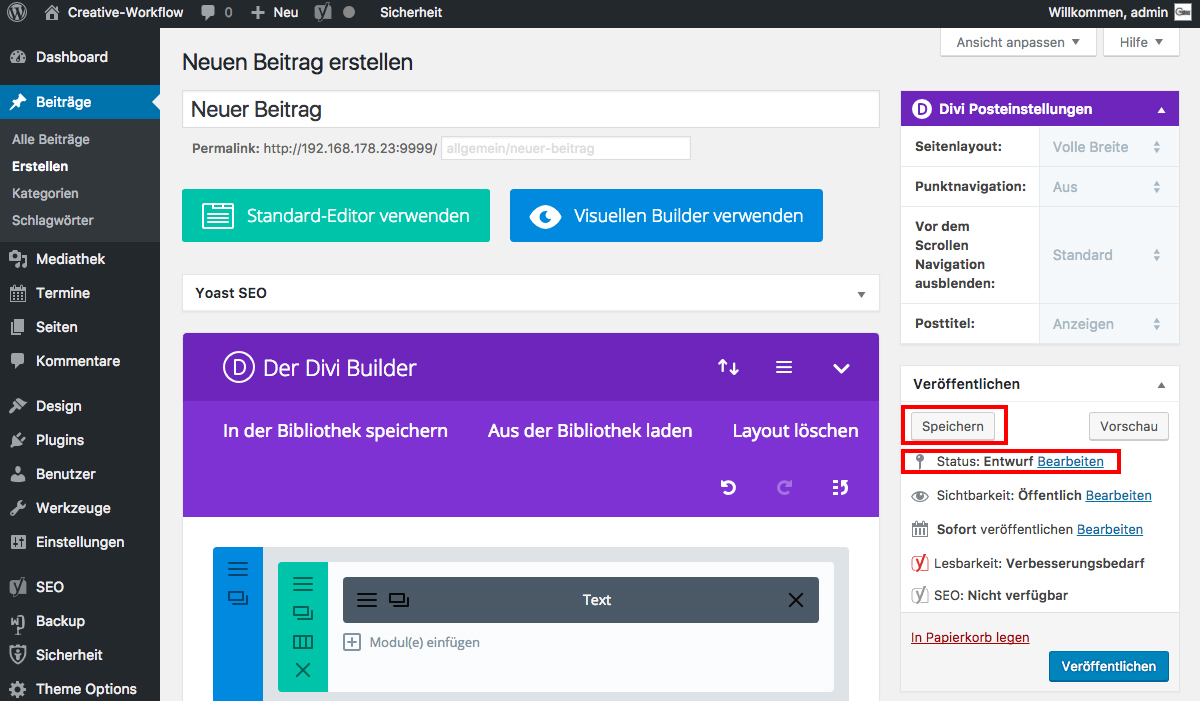 Creative-Workflow 0 Neu Sicherheit Willkommen, admin
Dashboard
Beiträge
Alle Beiträge
Erstellen
Kategorien
Schlagwörter
Mediathek
Termine
Seiten
Kommentare
Design
Plugins
Benutzer
Werkzeuge
Einstellungen
SEO
Backup
Sicherheit
Theme Options
Ansicht anpassen Hilfe
Neuen Beitrag erstellen
Neuer Beitrag
Permalink: http://192.168.178.23:9999/ allgemein/neuer-beitrag
Standard-Editor verwenden Visuellen Builder verwenden
Yoast SEO
D Der Divi Builder
In der Bibliothek speichern Aus der Bibliothek laden Layout löschen
Text
Modul(e) einfügen
D Divi Posteinstellungen
Seitenlayout: Volle Breite
Punktnavigation: Aus
Vor dem
Scrollen
Navigation
ausblenden:
Standard
Posttitel: Anzeigen
Veröffentlichen
Speichern Vorschau
Status: Entwurf Bearbeiten
Sichtbarkeit: Öffentlich Bearbeiten
Sofort veröffentlichen Bearbeiten
Lesbarkeit: Verbesserungsbedarf
SEO: Nicht verfügbar
In Papierkorb legen
Veröffentlichen